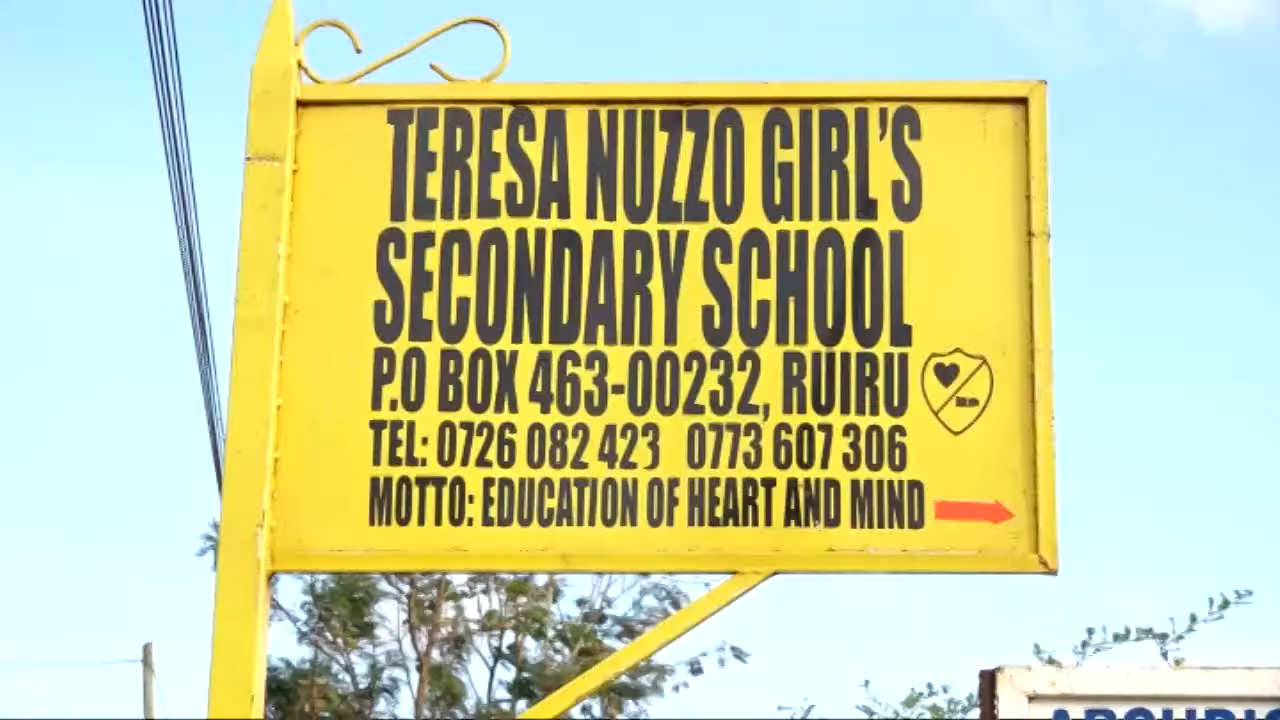 TERESA NUZZO GIRL'S
SECONDARY SCHOOL
P.O BOX 463-00232, RUIRU
TEL: 0726 082 423 0773 607 306
MOTTO: EDUCATION OF HEART AND MIND